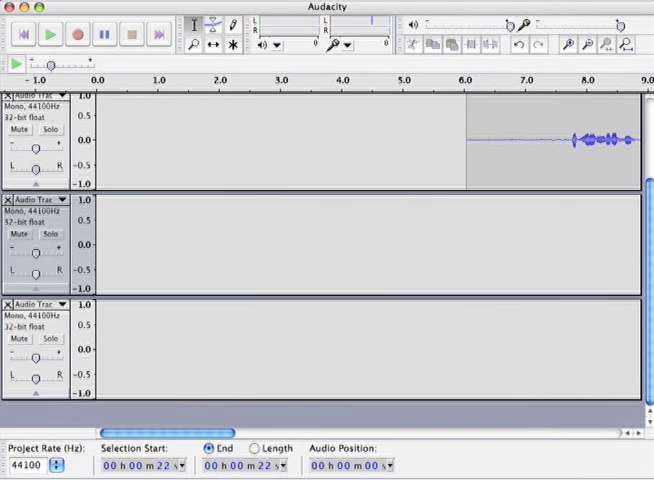 Audacity
L
R
0
L
R
0
- 1.0 0.0 1.0 2.0 3.0 4.0 5.0 6.0 7.0 8.0 9.0
Audio Trac
Mono, 44100Hz
32-bit float
Mute Solo
- +
L R
1.0
0.5
0.0
-0.5
-1.0
Audio Trac
Mono, 44100Hz
32-bit float
Mute Solo
- +
L R
1.0
0.5
0.0
-0.5
-1.0
Audio Trac
Mono, 44100Hz
32-bit float
Mute Solo
- +
L R
1.0
0.5
0.0
-0.5
-1.0
Project Rate (Hz): Selection Start: End Length Audio Position:
44100 00 h 00 m 22 s 00 h 00 m 22 s 00 h 00 m 00 s